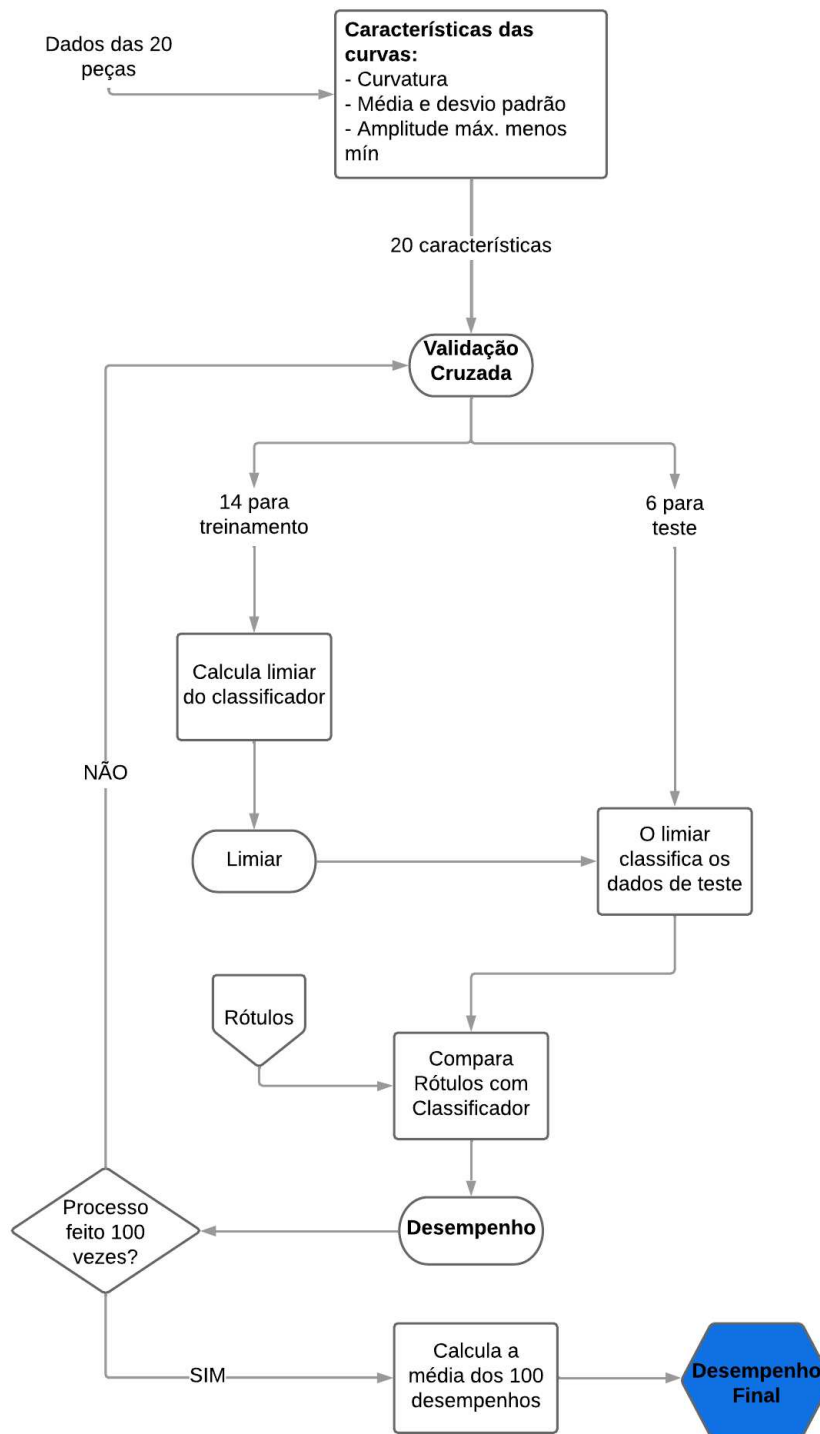 Dados das 20
peças
Características das
curvas:
- Curvatura
- Média e desvio padrão
- Amplitude máx. menos
mín
20 características
Validação
Cruzada
14 para
treinamento
6 para
teste
Calcula limiar
do classificador
NÃO
Limiar
O limiar
classifica os
dados de teste
Rótulos
Compara
Rótulos com
Classificador
Processo
feito 100
vezes?
Desempenho
SIM
Calcula a
média dos 100
desempenhos
Desempenho
Final